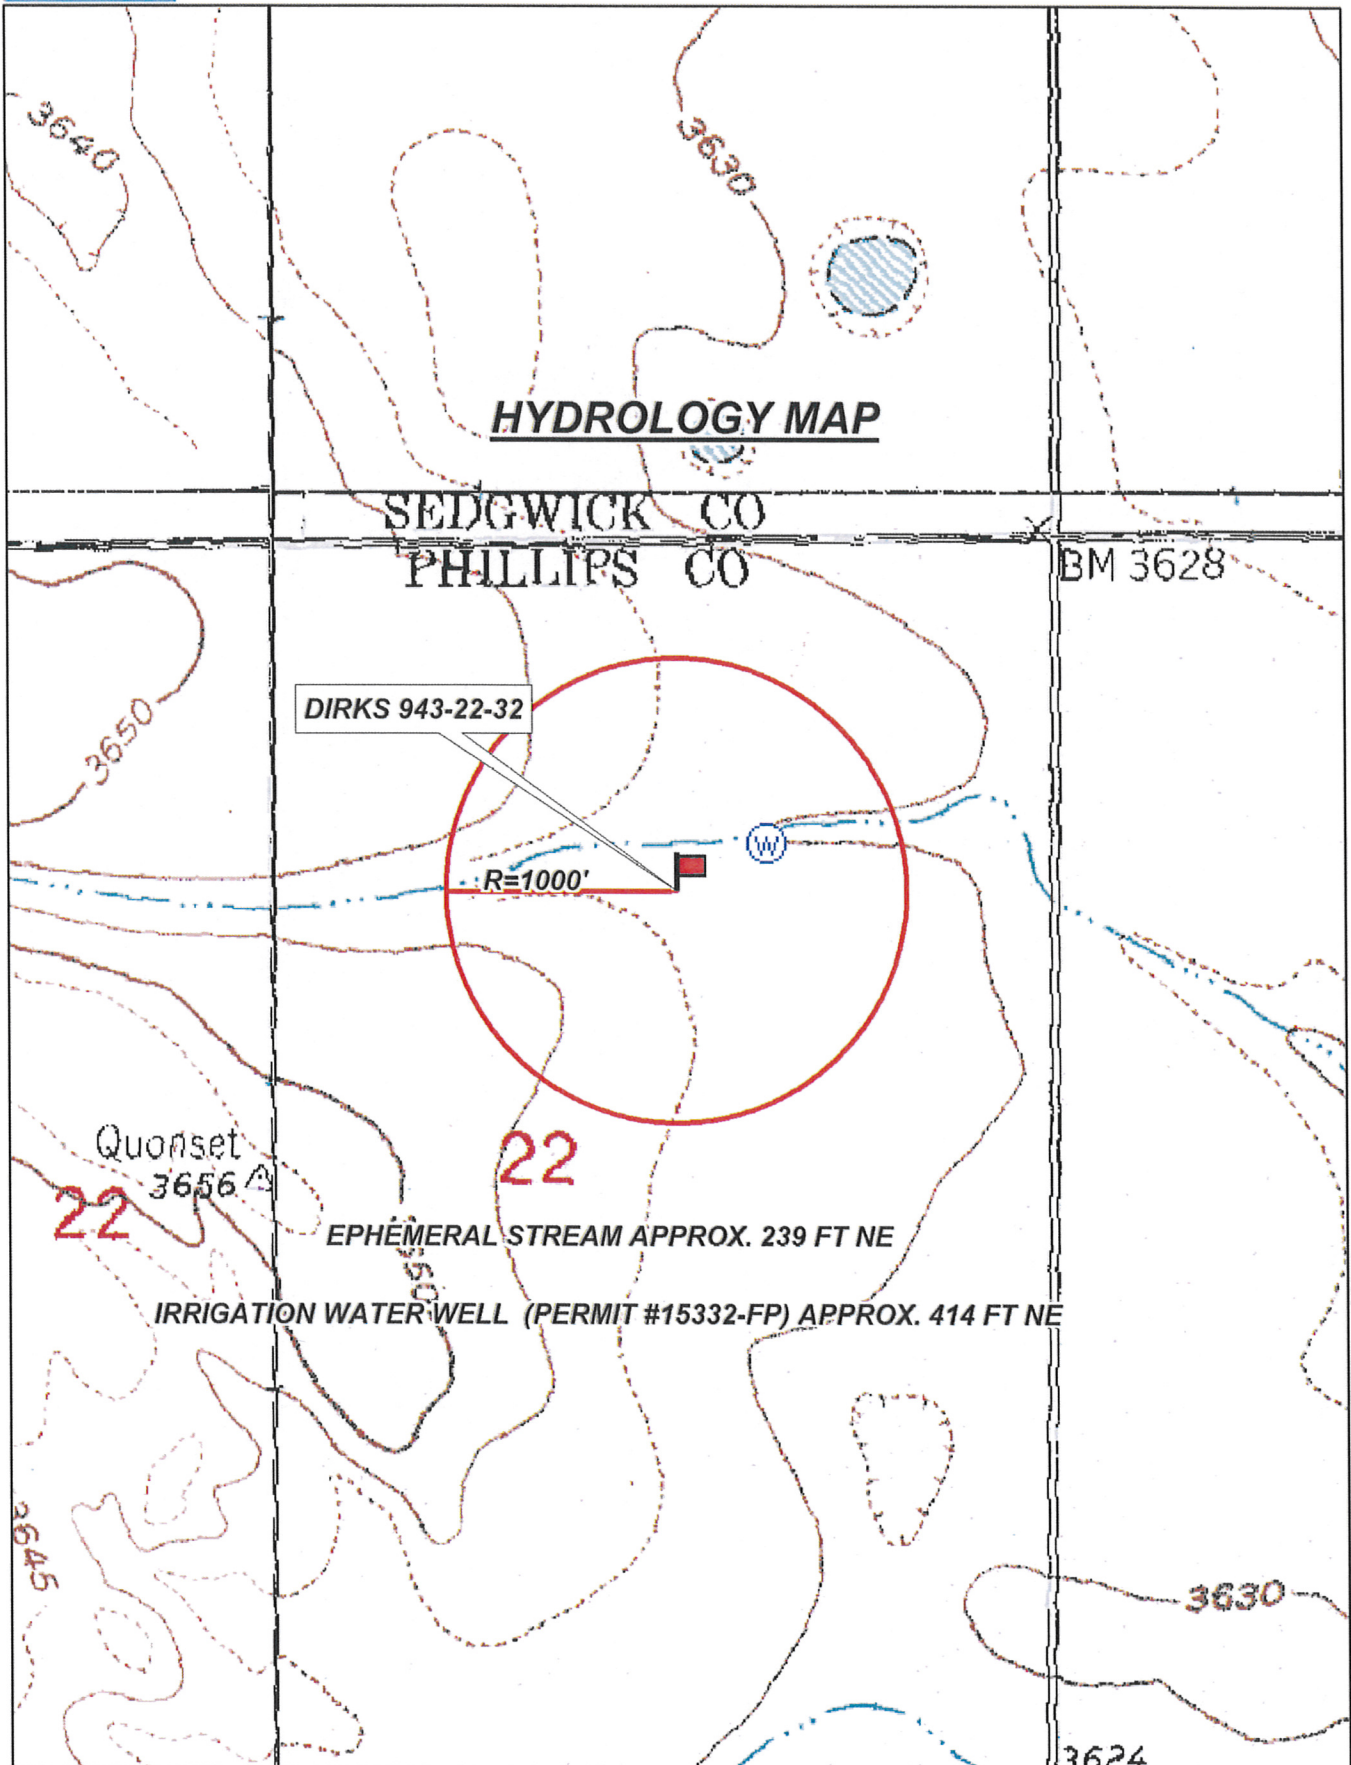 3640
3630
HYDROLOGY MAP
SEDGWICK CO
PHILLIPS CO
BM 3628
DIRKS 943-22-32
3650
W
R=1000'
Quonset
3656
22
22
EPHEMERAL STREAM APPROX. 239 FT NE
IRRIGATION WATER WELL (PERMIT #15332-FP) APPROX. 414 FT NE
3645
3630
3624